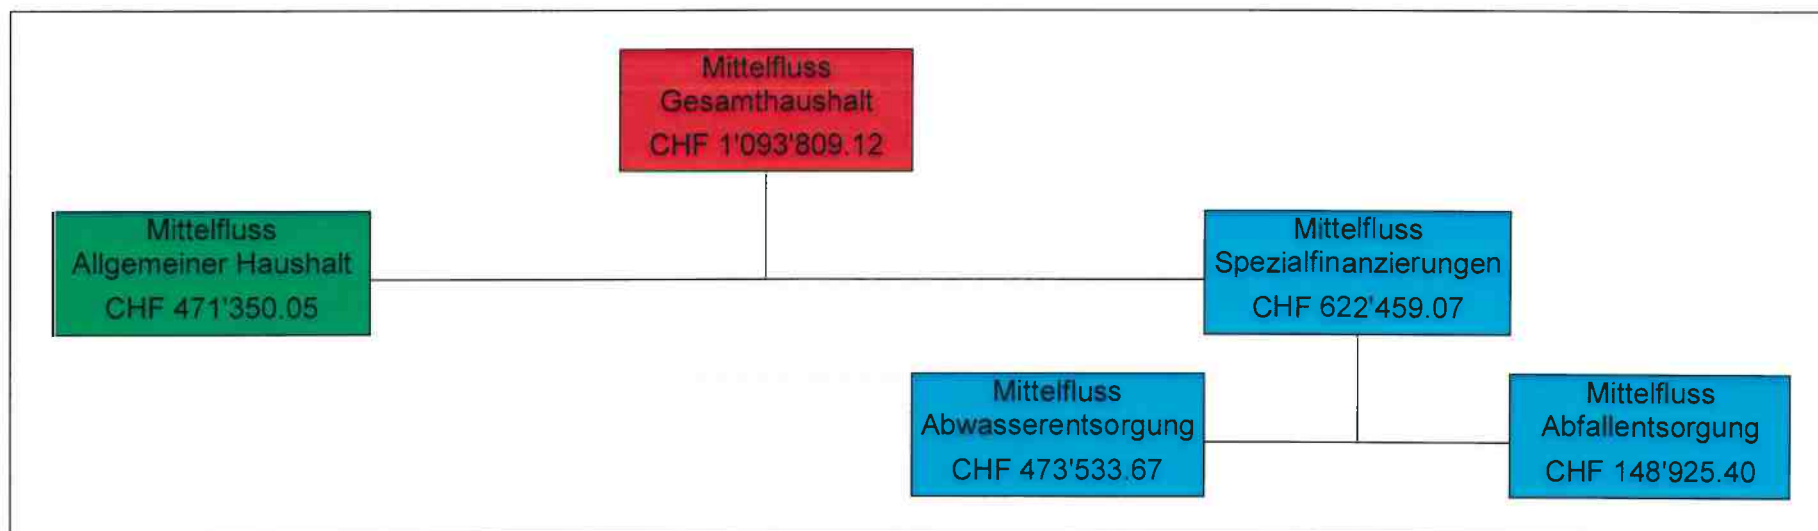 Mittelfluss
Gesamthaushalt
CHF 1'093'809.12
Mittelfluss
Allgemeiner Haushalt
CHF 471'350.05
Mittelfluss
Spezialfinanzierungen
CHF 622'459.07
Mittelfluss
Abwasserentsorgung
CHF 473'533.67
Mittelfluss
Abfallentsorgung
CHF 148'925.40